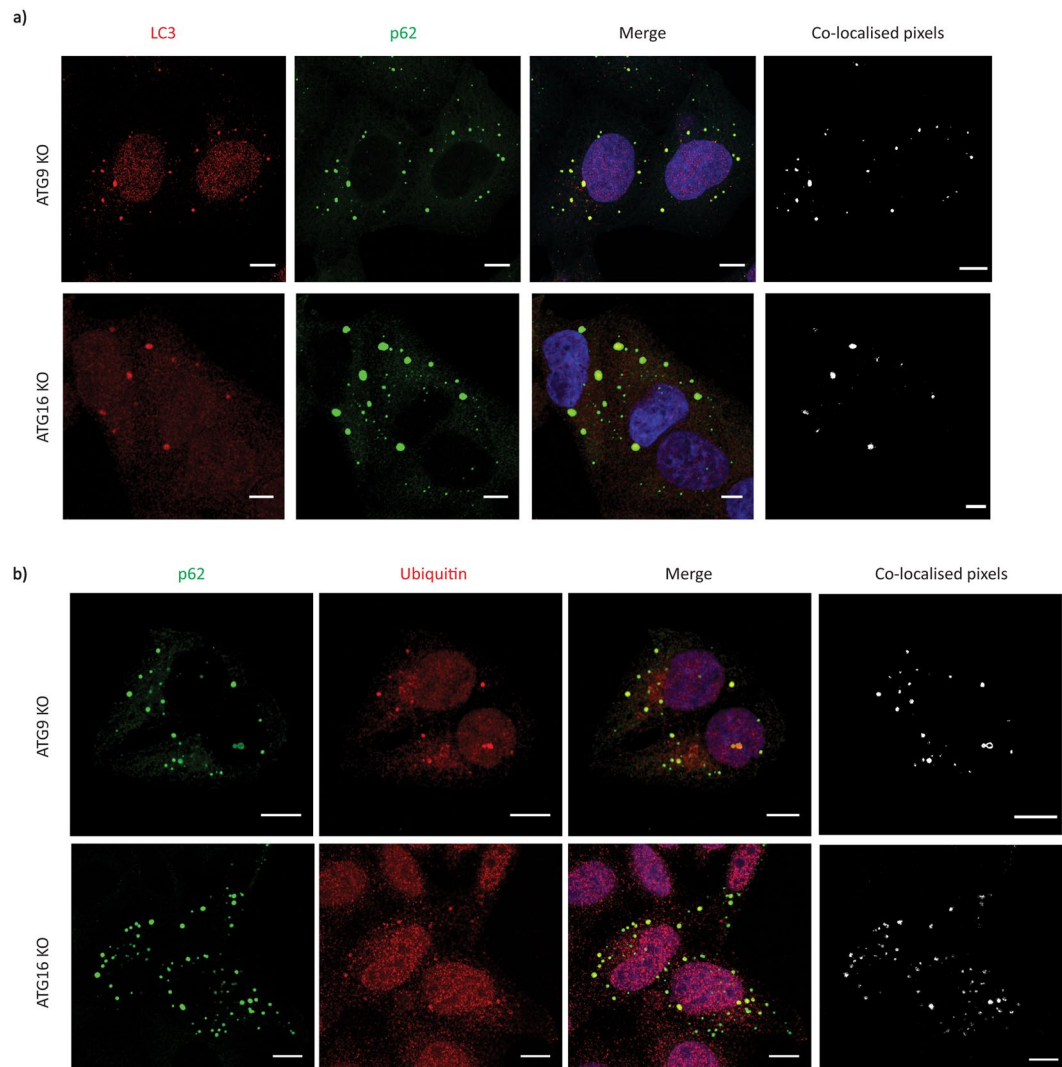 a)
LC3 p62 Merge Co-localised pixels
ATG9 KO
ATG16 KO
b)
p62 Ubiquitin Merge Co-localised pixels
ATG9 KO
ATG16 KO